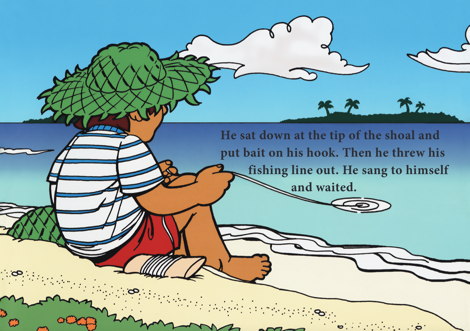 He sat down at the tip of the shoal and
put bait on his hook. Then he threw his
fishing line out. He sang to himself
and waited.